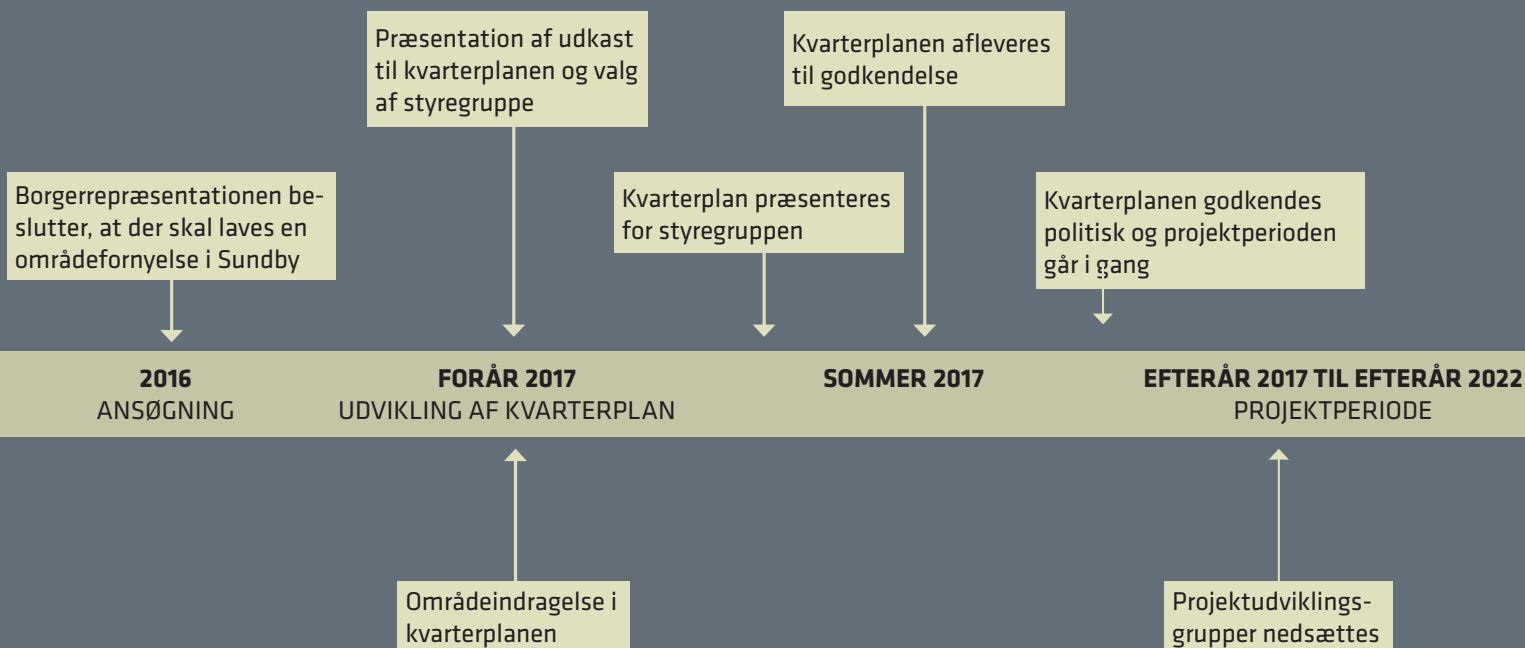 Præsentation af udkast
til kvarterplanen og valg
af styregruppe
Kvarterplanen afleveres
til godkendelse
Borgerrepræsentationen be-
slutter, at der skal laves en
områdefornyelse i Sundby
Kvarterplan præsenteres
for styregruppen
Kvarterplanen godkendes
politisk og projektperioden
går i gang
2016
ANSØGNING
FORÅR 2017
UDVIKLING AF KVARTERPLAN
SOMMER 2017
EFTERÅR 2017 TIL EFTERÅR 2022
PROJEKTPERIODE
Områdeindragelse i
kvarterplanen
Projektudviklings-
grupper nedsættes